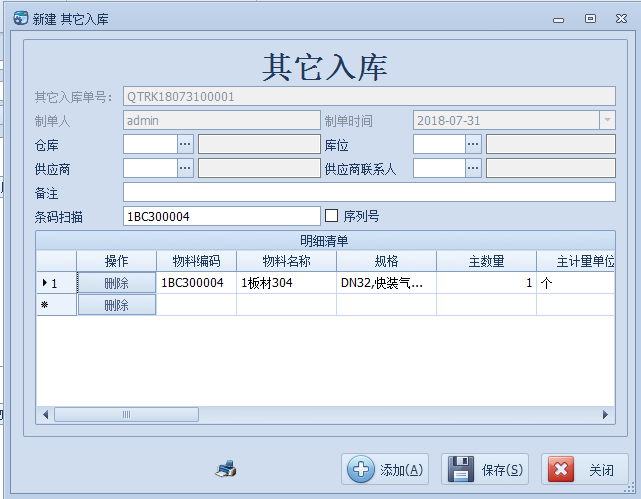 新建 其它入库
其它入库
其它入库单号: QTRK18073100001
制单人 admin 制单时间 2018-07-31
仓库 ... 库位 ...
供应商 ... 供应商联系人 ...
备注
条码扫描 1BC300004 序列号
明细清单
操作 物料编码 物料名称 规格 主数量 主计量单位
1 删除 1BC300004 1板材304 DN32,快装气... 1 个
* 删除
添加(A) 保存(S) 关闭